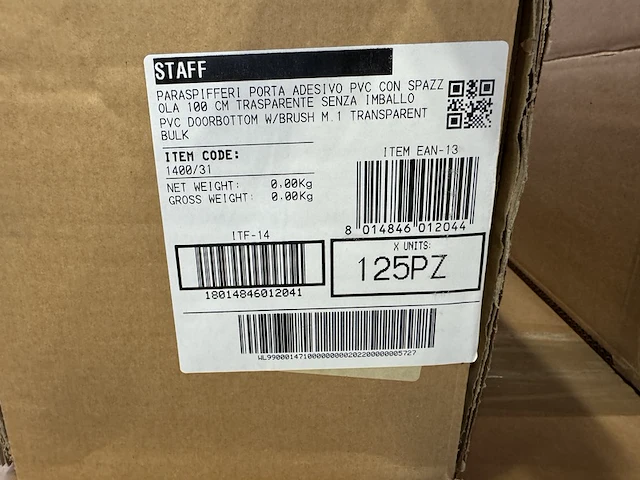 STAFF
PARASPIFFERI PORTA ADESIVO PVC CON SPAZZ
OLA 100 CM TRASPARENTE SENZA IMBALLO
PVC DOORBOTTOM W/BRUSH M.1 TRANSPARENT
BULK
ITEM CODE:
1400/31
NET WEIGHT: 0.00Kg
GROSS WEIGHT: 0.00Kg
ITEM EAN-13
8 014846 012044
ITF-14
18014846012041
X UNITS:
125PZ